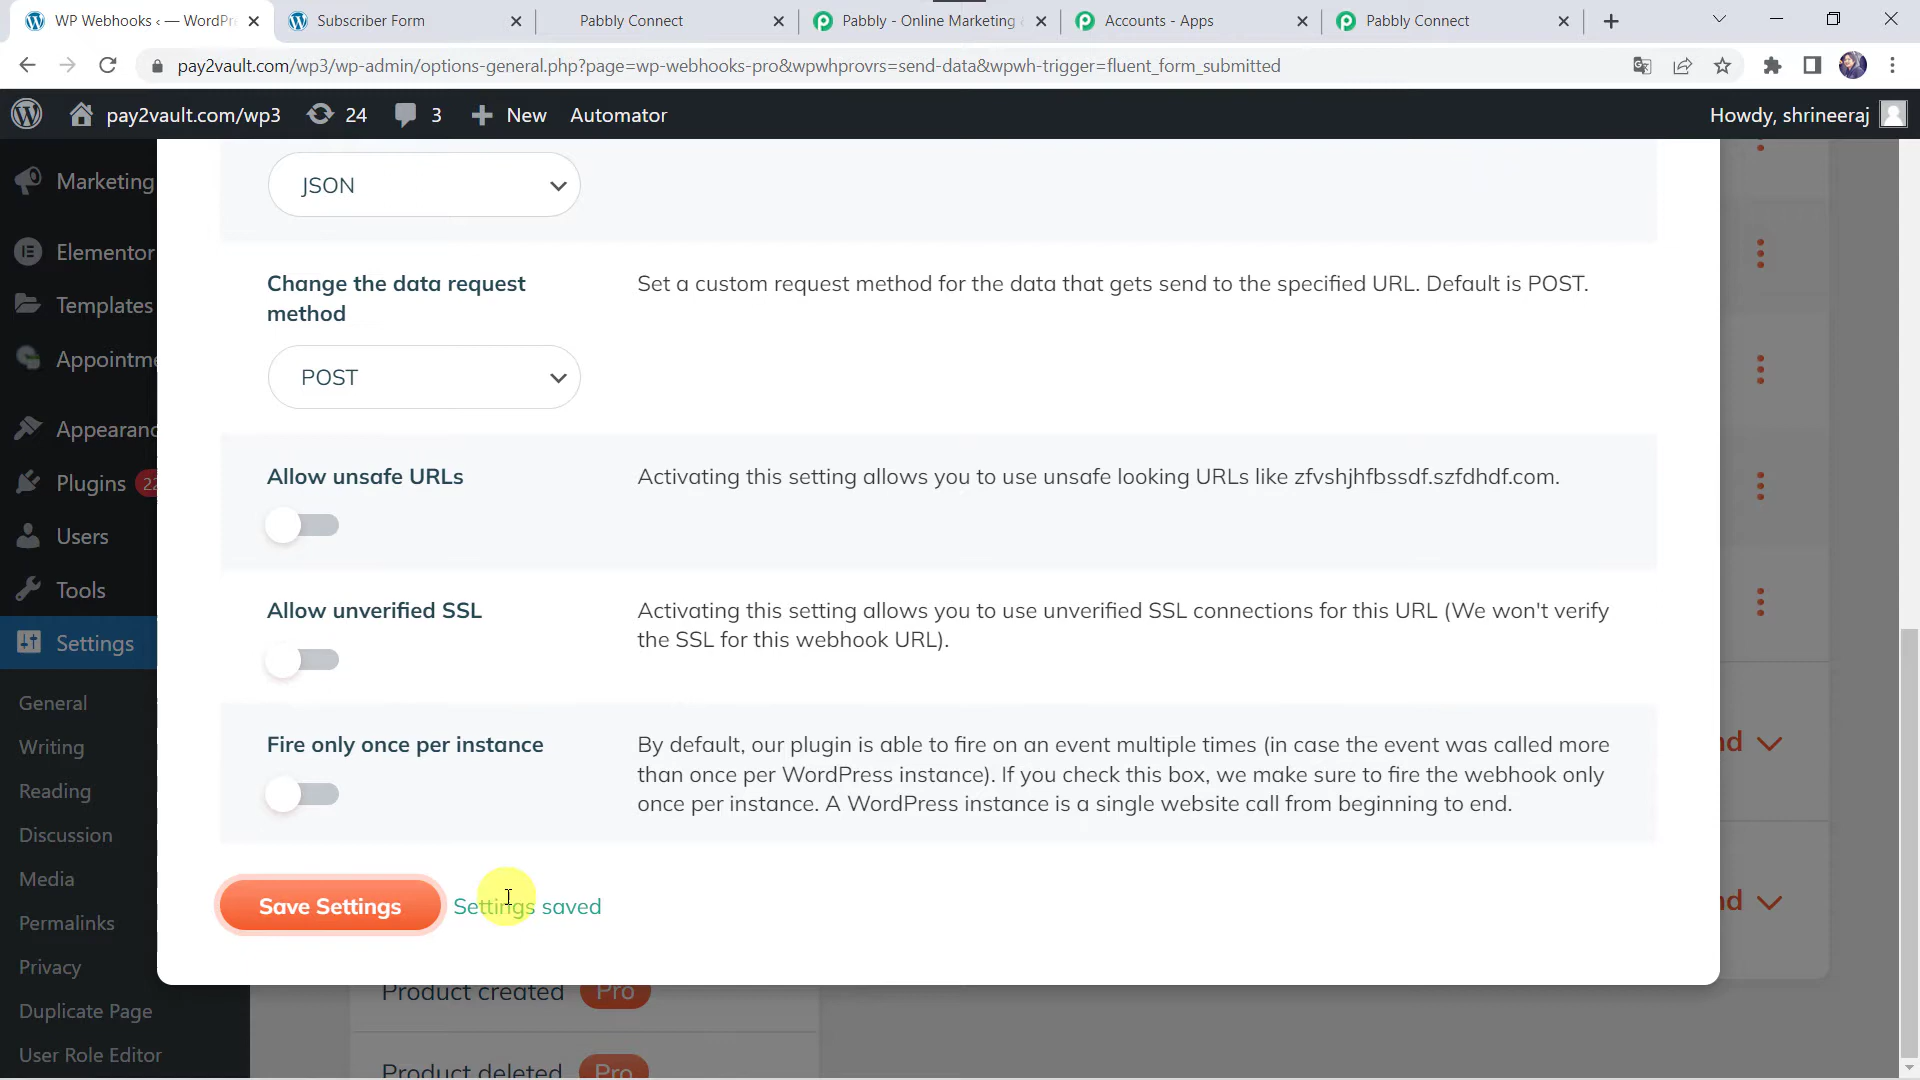 WP Webhooks ‹ — WordPre
Subscriber Form
Pabbly Connect
Pabbly - Online Marketing
Accounts - Apps
Pabbly Connect
pay2vault.com/wp3/wp-admin/options-general.php?page=wp-webhooks-pro&wpwhprovrs=send-data&wpwh-trigger=fluent_form_submitted
pay2vault.com/wp3
24
3
New
Automator
Howdy, shrineeraj
Marketing
Elementor
Templates
Appointme
Appearanc
Plugins 22
Users
Tools
Settings
General
Writing
Reading
Discussion
Media
Permalinks
Privacy
Duplicate Page
User Role Editor
JSON
Change the data request
method
Set a custom request method for the data that gets send to the specified URL. Default is POST.
POST
Allow unsafe URLs
Activating this setting allows you to use unsafe looking URLs like zfvshjhfbssdf.szfdhdf.com.
Allow unverified SSL
Activating this setting allows you to use unverified SSL connections for this URL (We won't verify
the SSL for this webhook URL).
Fire only once per instance
By default, our plugin is able to fire on an event multiple times (in case the event was called more
than once per WordPress instance). If you check this box, we make sure to fire the webhook only
once per instance. A WordPress instance is a single website call from beginning to end.
Save Settings
Settings saved
nd
nd
Product created Pro
Product deleted Pro